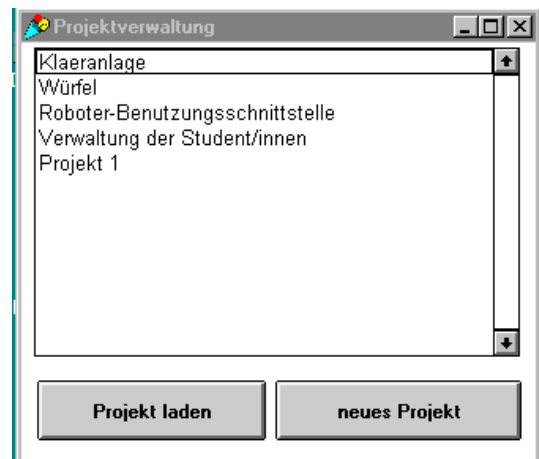 Projektverwaltung
Klaeranlage
Würfel
Roboter-Benutzungsschnittstelle
Verwaltung der Student/innen
Projekt 1
Projekt laden
neues Projekt